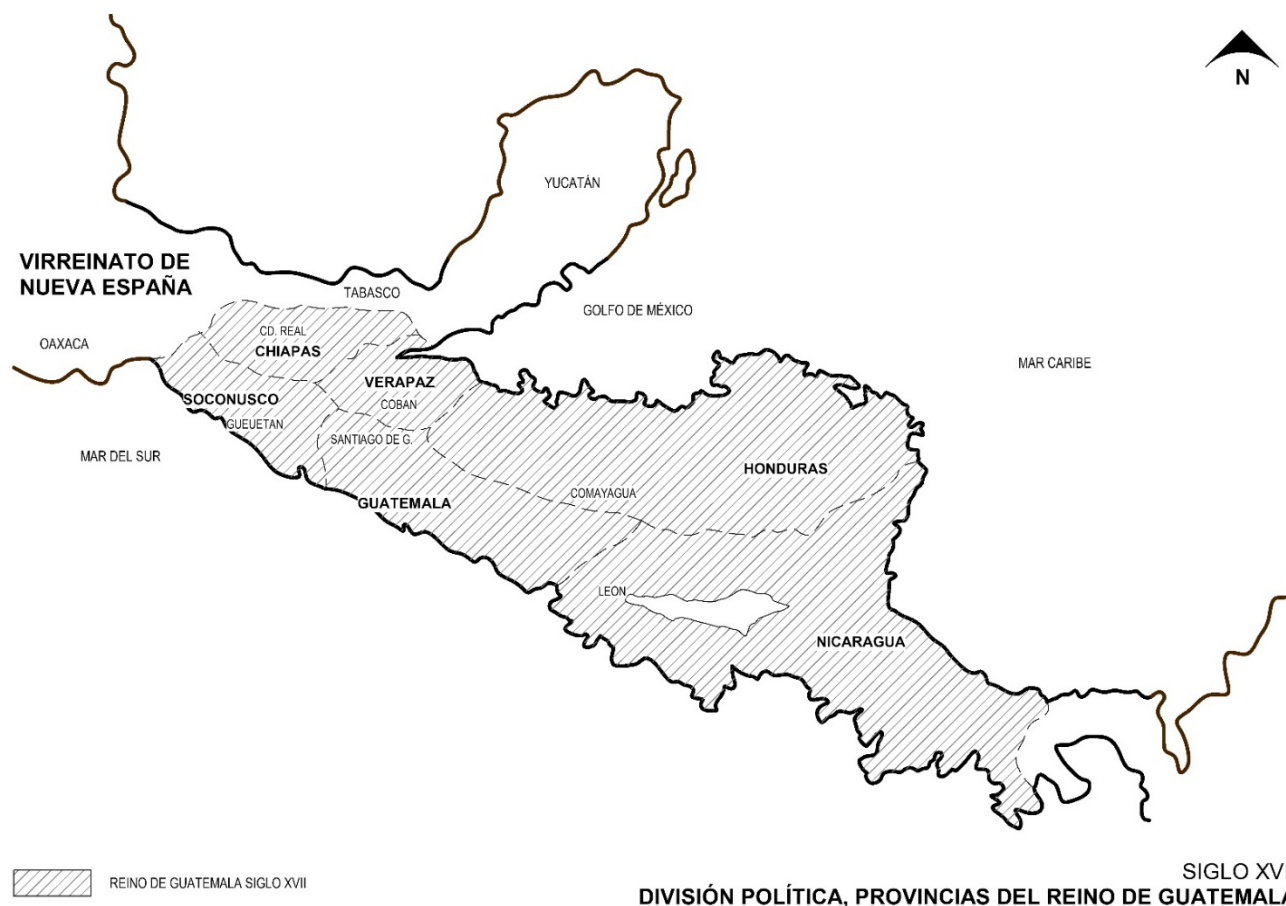 N
YUCATÁN
VIRREINATO DE
NUEVA ESPAÑA
TABASCO
GOLFO DE MÉXICO
OAXACA
CD. REAL
CHIAPAS
MAR CARIBE
VERAPAZ
SOCONUSCO
COBAN
GUEUETAN
SANTIAGO DE G.
MAR DEL SUR
HONDURAS
COMAYAGUA
GUATEMALA
LEON
NICARAGUA
REINO DE GUATEMALA SIGLO XVII
SIGLO XVI
DIVISIÓN POLÍTICA, PROVINCIAS DEL REINO DE GUATEMALA